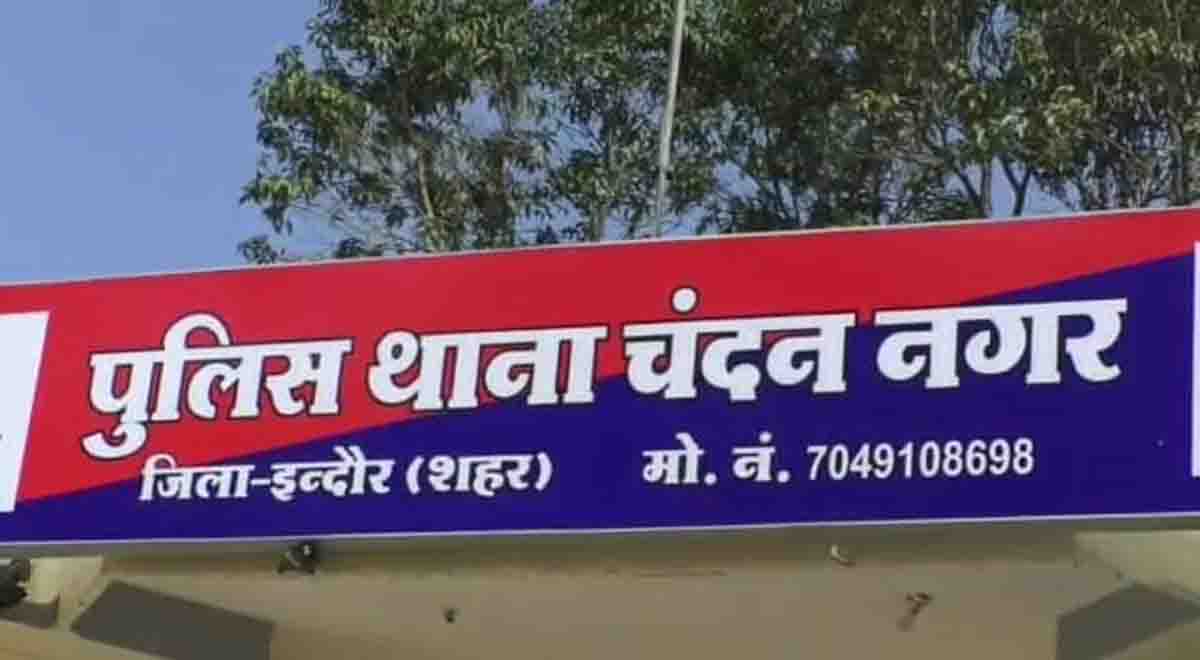 पुलिस थाना चंदन नगर
जिला-इन्दौर (शहर) मो. नं. 7049108698